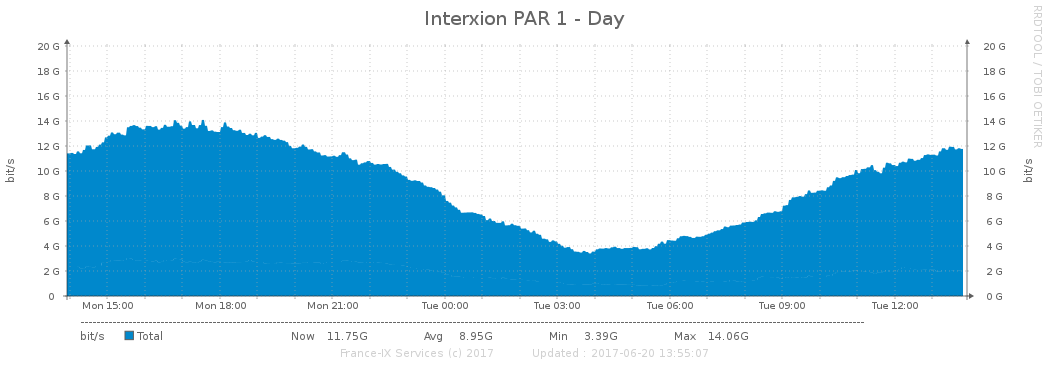 Interxion PAR 1 - Day
RRDTOOL / TOBI OETIKER
bit/s
20 G 20 G
18 G 18 G
16 G 16 G
14 G 14 G
12 G 12 G
10 G 10 G
8 G 8 G
6 G 6 G
4 G 4 G
2 G 2 G
0 0 G
bit/s
Mon 15:00 Mon 18:00 Mon 21:00 Tue 00:00 Tue 03:00 Tue 06:00 Tue 09:00 Tue 12:00
bit/s Total Now 11.75G Avg 8.95G Min 3.39G Max 14.06G
France-IX Services (c) 2017 Updated : 2017-06-20 13:55:07